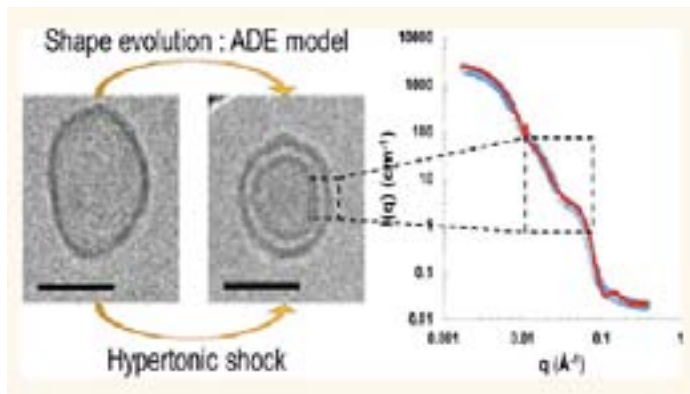 Shape evolution : ADE model
Hypertonic shock
10000
1000
100
10
1
0.1
0.01
I(q) (cm⁻¹)
0.001
0.01
0.1
1
q (Å⁻¹)